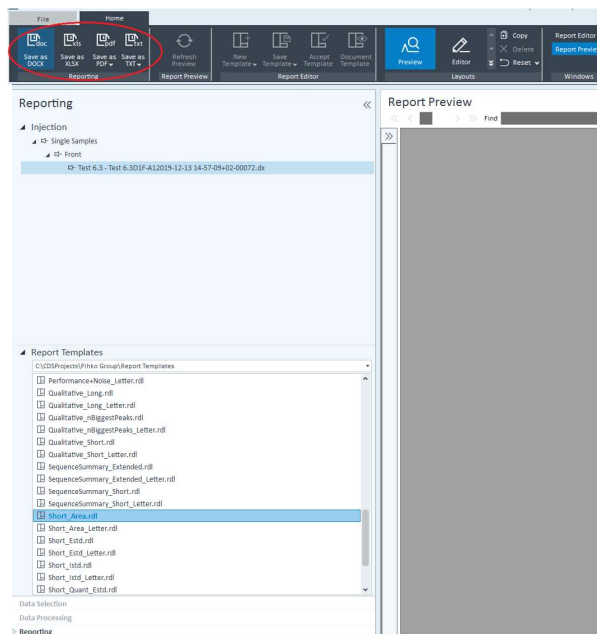 File
Home
doc
xls
pdf
txt
Save as DOCX
Save as XLSX
Save as PDF
Save as TXT
Refresh Preview
New Template
Save Template
Accept Template
Document Template
Preview
Editor
Copy
Delete
Reset
Report Editor
Report Previe
Reporting
Report Preview
Report Editor
Layouts
Windows
Reporting
Report Preview
Find
Injection
Single Samples
Front
Test 6.3 - Test 6.3D1F-A12019-12-13 14-57-09+02-00072.dx
Report Templates
C:\CDSProjects\Pihko Group\Report Templates
Performance+Noise_Letter.rdl
Qualitative_Long.rdl
Qualitative_Long_Letter.rdl
Qualitative_nBiggestPeaks.rdl
Qualitative_nBiggestPeaks_Letter.rdl
Qualitative_Short.rdl
Qualitative_Short_Letter.rdl
SequenceSummary_Extended.rdl
SequenceSummary_Extended_Letter.rdl
SequenceSummary_Short.rdl
SequenceSummary_Short_Letter.rdl
Short_Area.rdl
Short_Area_Letter.rdl
Short_Estd.rdl
Short_Estd_Letter.rdl
Short_Istd.rdl
Short_Istd_Letter.rdl
Short_Quant_Estd.rdl
Data Selection
Data Processing
Reporting